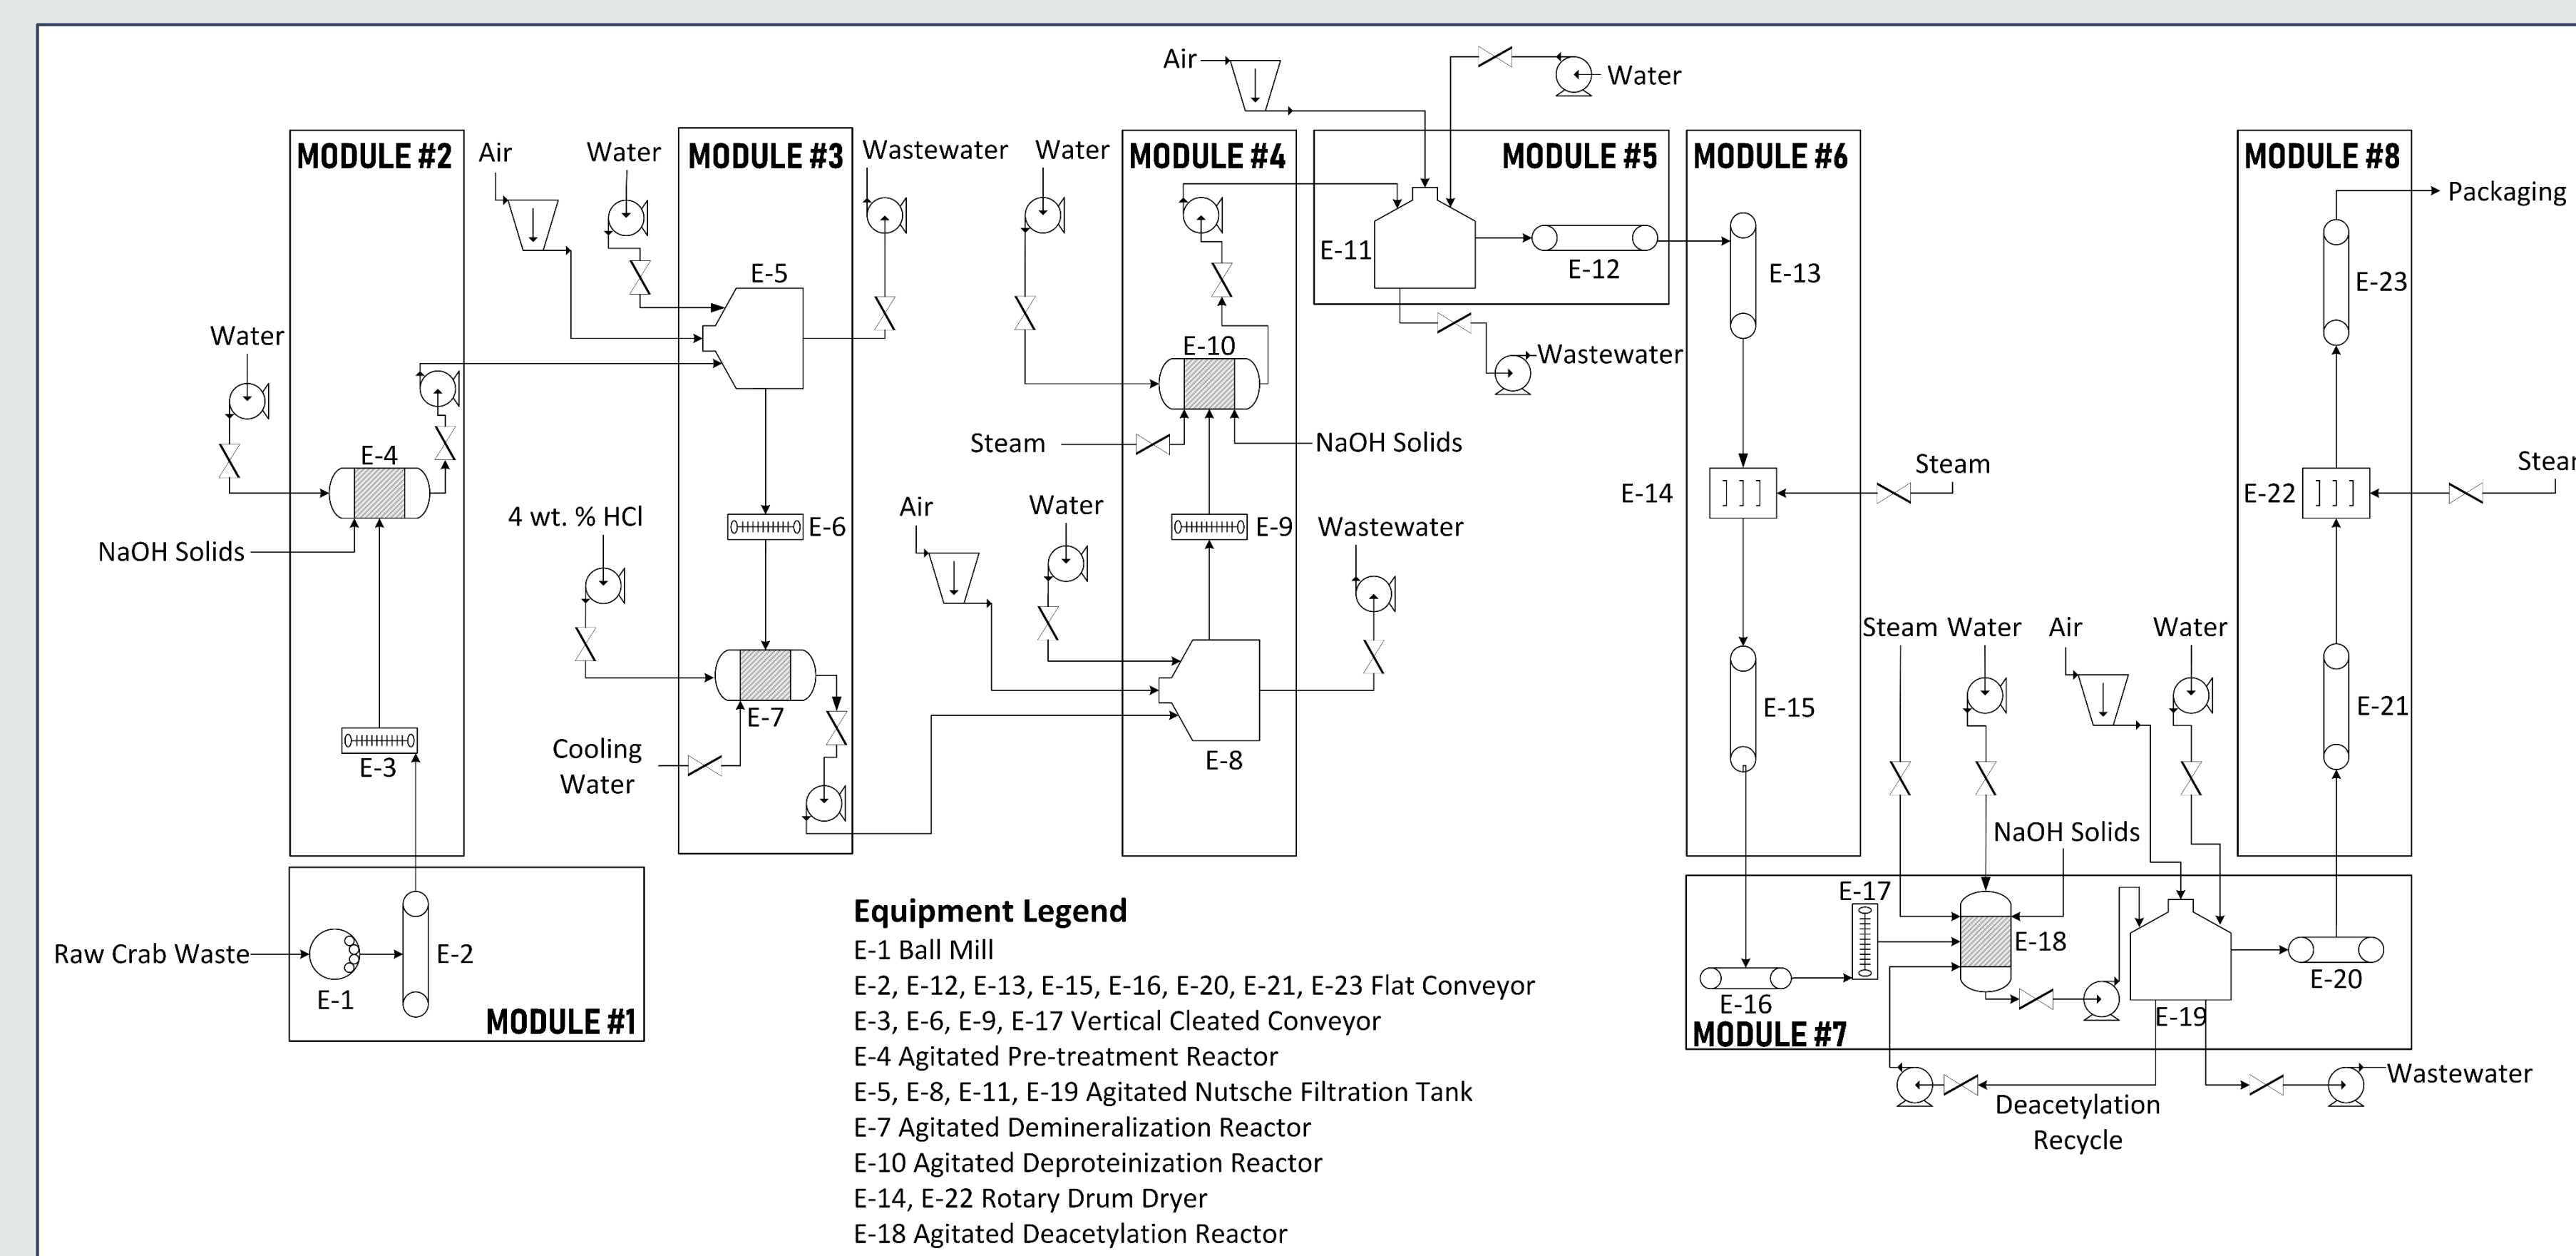 Air
Water
MODULE #2
Air
Water
MODULE #3
Wastewater
Water
MODULE #4
MODULE #5
MODULE #6
MODULE #8
Packaging
E-11
E-12
E-13
E-23
E-5
Water
E-10
Wastewater
E-4
Steam
NaOH Solids
Steam
E-14
E-22
4 wt. % HCl
E-6
Air
Water
E-9
Wastewater
NaOH Solids
Steam
Water
Air
Water
E-7
E-15
E-21
Cooling
Water
E-8
E-3
NaOH Solids
E-17
Raw Crab Waste
E-1
E-2
MODULE #1
E-18
E-16
E-19
E-20
MODULE #7
Wastewater
Deacetylation
Recycle
Equipment Legend
E-1 Ball Mill
E-2, E-12, E-13, E-15, E-16, E-20, E-21, E-23 Flat Conveyor
E-3, E-6, E-9, E-17 Vertical Cleated Conveyor
E-4 Agitated Pre-treatment Reactor
E-5, E-8, E-11, E-19 Agitated Nutsche Filtration Tank
E-7 Agitated Demineralization Reactor
E-10 Agitated Deproteinization Reactor
E-14, E-22 Rotary Drum Dryer
E-18 Agitated Deacetylation Reactor